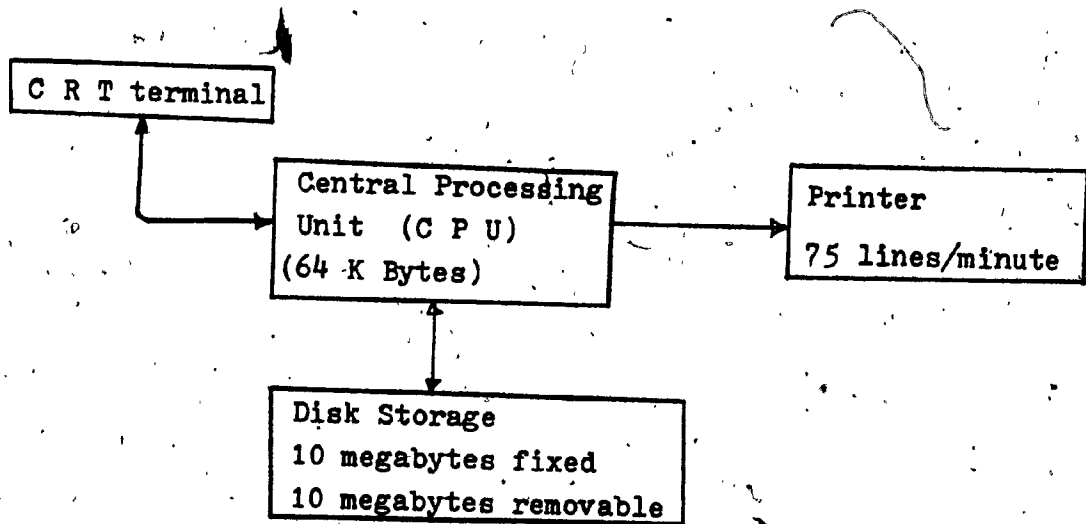 C R T terminal
Central Processing
Unit (C P U)
(64 K Bytes)
Printer
75 lines/minute
Disk Storage
10 megabytes fixed
10 megabytes removable